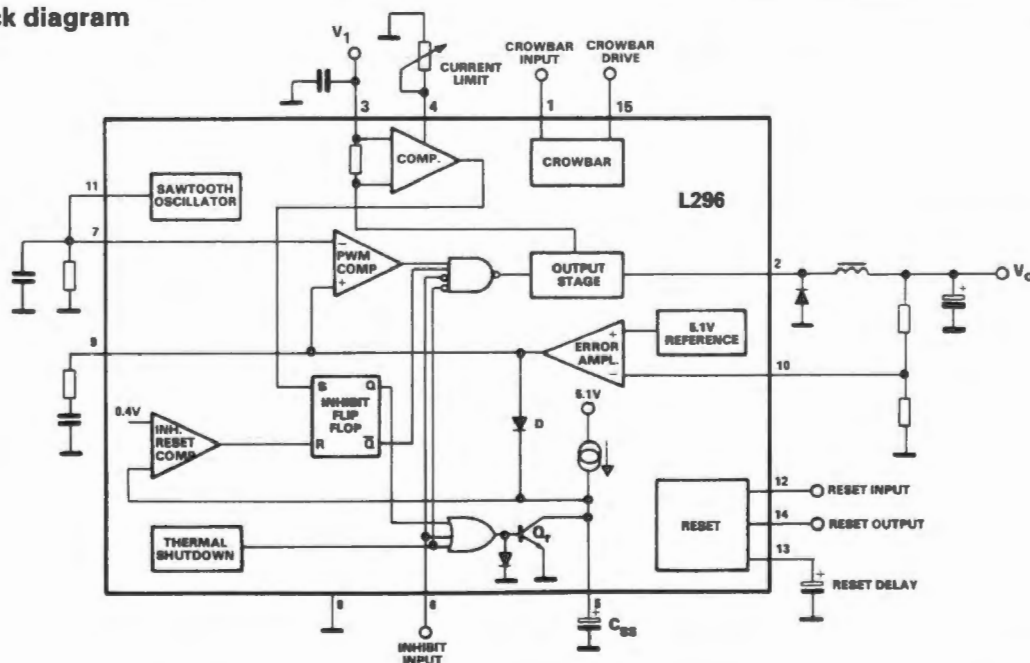 ck diagram
V1
CURRENT
LIMIT
CROWBAR
INPUT
CROWBAR
DRIVE
3
4
1
15
COMP.
CROWBAR
L296
11
SAWTOOTH
OSCILLATOR
7
−
PWM
COMP
+
OUTPUT
STAGE
2
+
Vo
9
+
ERROR
AMPL.
−
5.1V
REFERENCE
10
5.1V
S
Q
INHIBIT
FLIP
FLOP
R
Q̅
0.4V
INH.
RESET
COMP
D
THERMAL
SHUTDOWN
Qr
RESET
12
RESET INPUT
14
RESET OUTPUT
13
+
RESET DELAY
8
6
INHIBIT
INPUT
+
5
Css